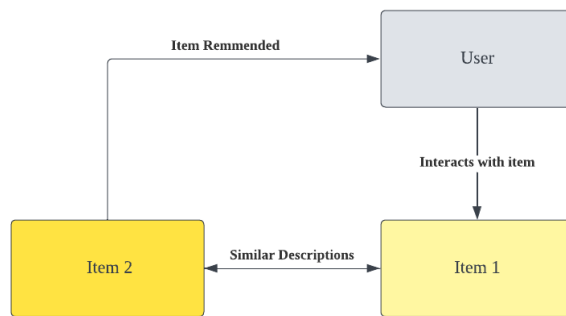 Item Remmended
User
Interacts with item
Similar Descriptions
Item 2
Item 1